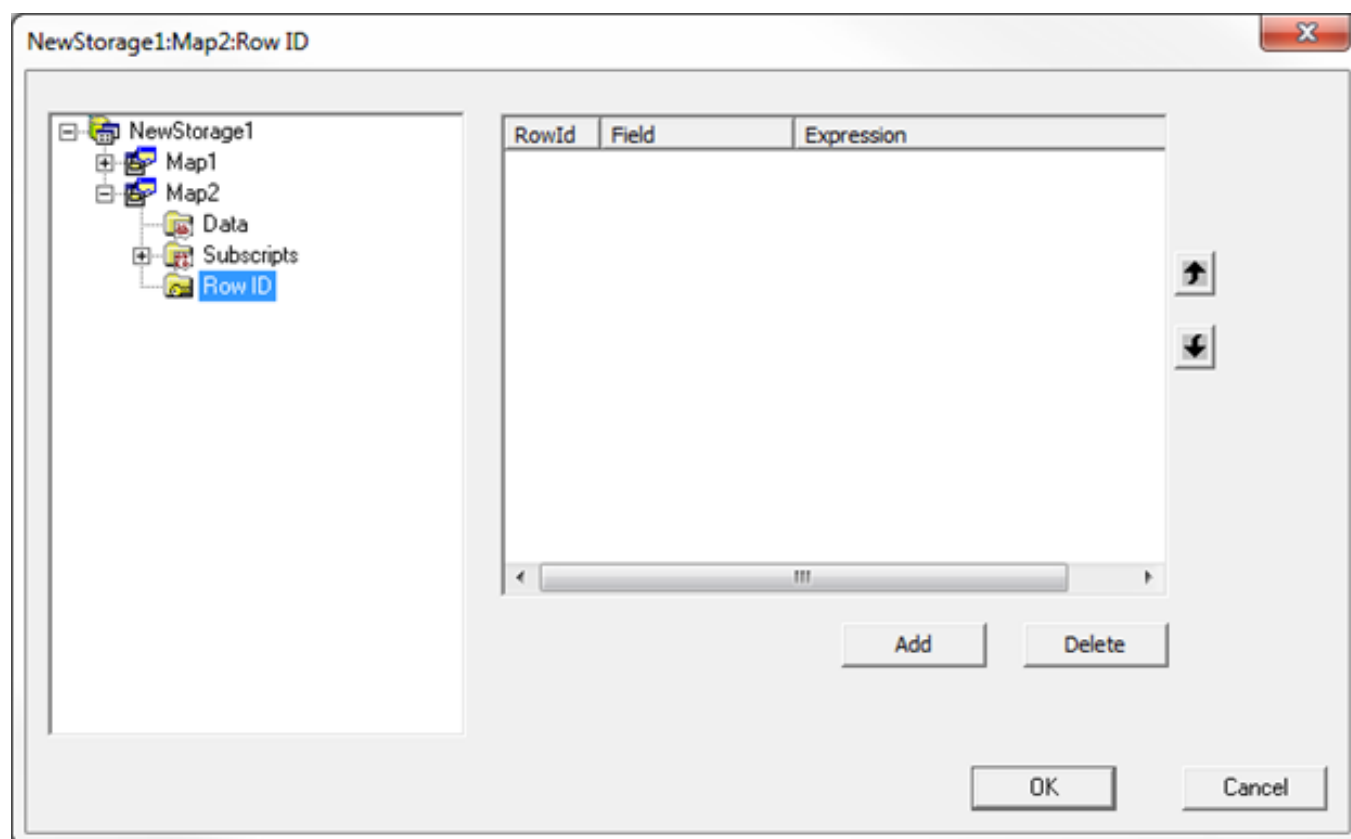 NewStorage1:Map2:Row ID
NewStorage1
Map1
Map2
Data
Subscripts
Row ID
RowId Field Expression
Add Delete
OK Cancel